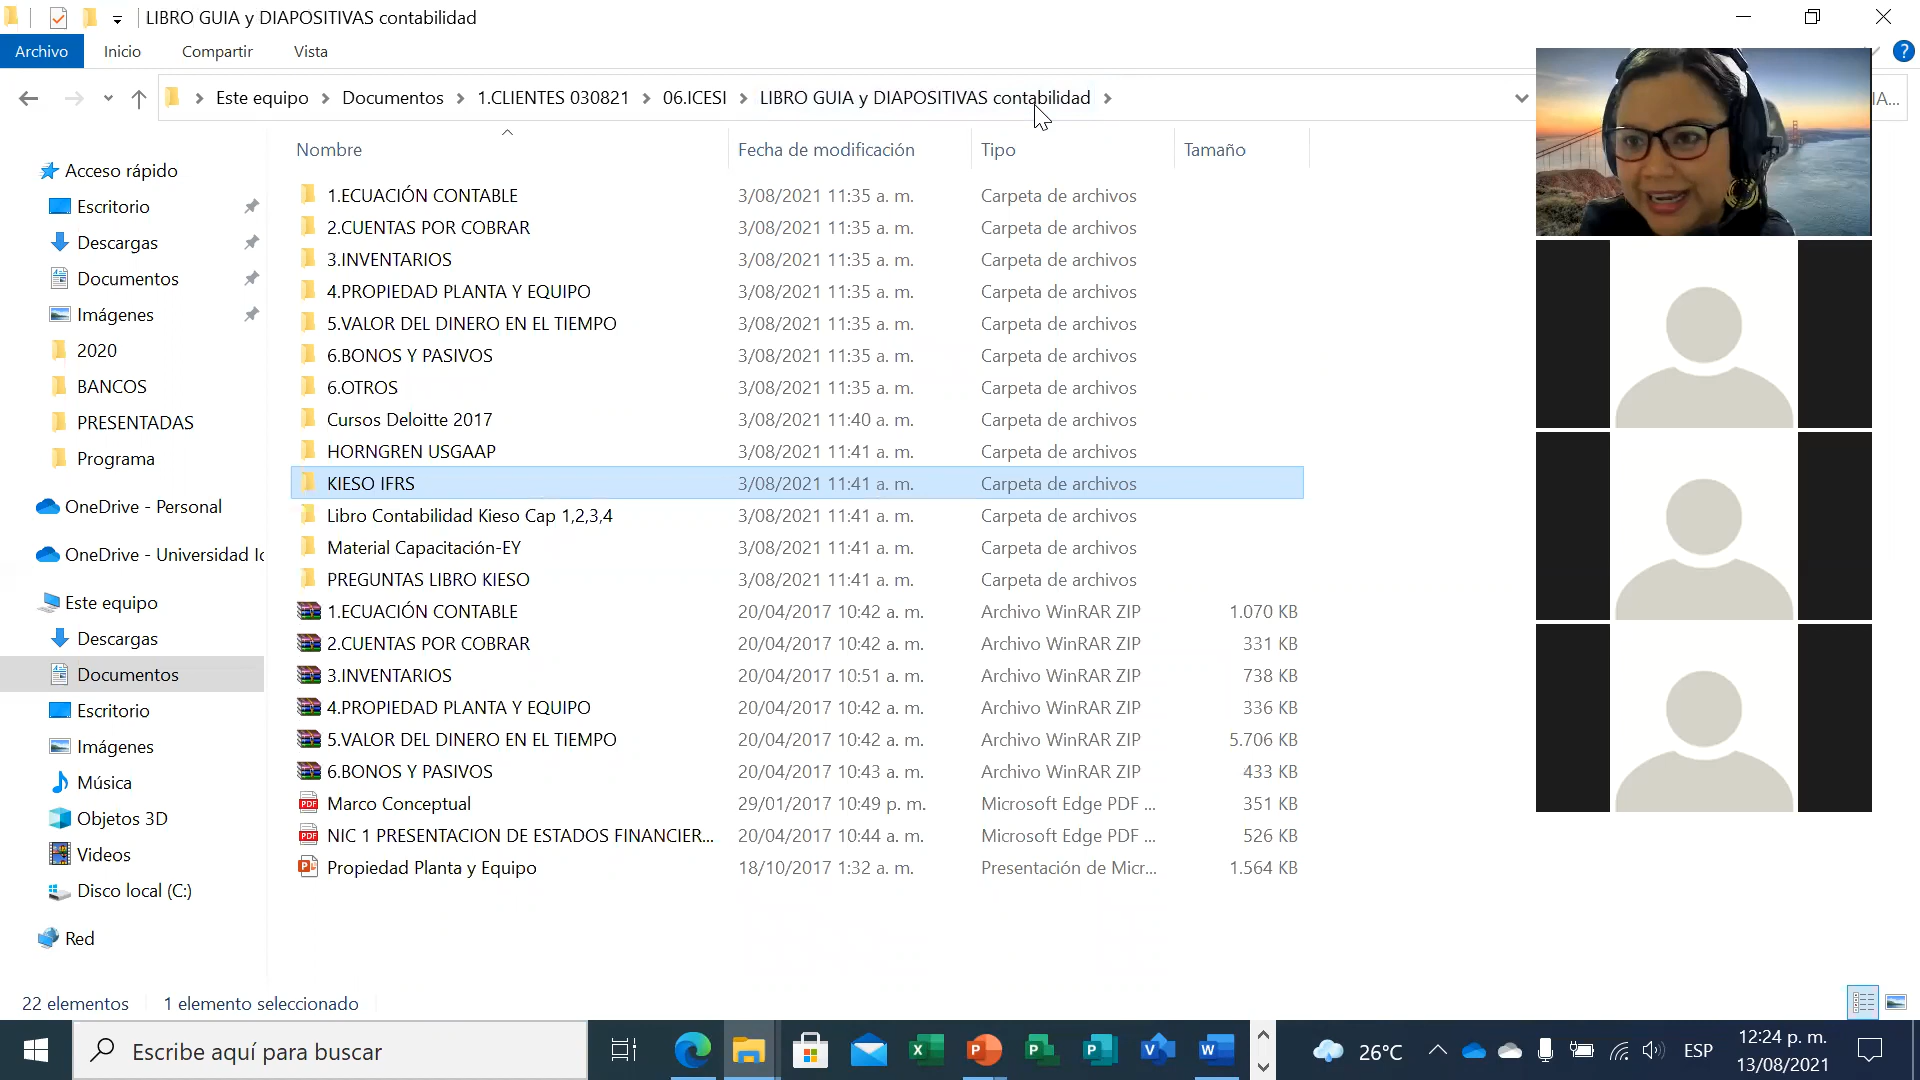 LIBRO GUIA y DIAPOSITIVAS contabilidad
Archivo Inicio Compartir Vista
Este equipo Documentos 1.CLIENTES 030821 06.ICESI LIBRO GUIA y DIAPOSITIVAS contabilidad IA...
Nombre Fecha de modificación Tipo Tamaño
Acceso rápido
Escritorio
Descargas
Documentos
Imágenes
2020
BANCOS
PRESENTADAS
Programa
OneDrive - Personal
OneDrive - Universidad Ic
Este equipo
Descargas
Documentos
Escritorio
Imágenes
Música
Objetos 3D
Videos
Disco local (C:)
Red
1.ECUACIÓN CONTABLE 3/08/2021 11:35 a. m. Carpeta de archivos
2.CUENTAS POR COBRAR 3/08/2021 11:35 a. m. Carpeta de archivos
3.INVENTARIOS 3/08/2021 11:35 a. m. Carpeta de archivos
4.PROPIEDAD PLANTA Y EQUIPO 3/08/2021 11:35 a. m. Carpeta de archivos
5.VALOR DEL DINERO EN EL TIEMPO 3/08/2021 11:35 a. m. Carpeta de archivos
6.BONOS Y PASIVOS 3/08/2021 11:35 a. m. Carpeta de archivos
6.OTROS 3/08/2021 11:35 a. m. Carpeta de archivos
Cursos Deloitte 2017 3/08/2021 11:40 a. m. Carpeta de archivos
HORNGREN USGAAP 3/08/2021 11:41 a. m. Carpeta de archivos
KIESO IFRS 3/08/2021 11:41 a. m. Carpeta de archivos
Libro Contabilidad Kieso Cap 1,2,3,4 3/08/2021 11:41 a. m. Carpeta de archivos
Material Capacitación-EY 3/08/2021 11:41 a. m. Carpeta de archivos
PREGUNTAS LIBRO KIESO 3/08/2021 11:41 a. m. Carpeta de archivos
1.ECUACIÓN CONTABLE 20/04/2017 10:42 a. m. Archivo WinRAR ZIP 1.070 KB
2.CUENTAS POR COBRAR 20/04/2017 10:42 a. m. Archivo WinRAR ZIP 331 KB
3.INVENTARIOS 20/04/2017 10:51 a. m. Archivo WinRAR ZIP 738 KB
4.PROPIEDAD PLANTA Y EQUIPO 20/04/2017 10:42 a. m. Archivo WinRAR ZIP 336 KB
5.VALOR DEL DINERO EN EL TIEMPO 20/04/2017 10:42 a. m. Archivo WinRAR ZIP 5.706 KB
6.BONOS Y PASIVOS 20/04/2017 10:43 a. m. Archivo WinRAR ZIP 433 KB
Marco Conceptual 29/01/2017 10:49 p. m. Microsoft Edge PDF ... 351 KB
NIC 1 PRESENTACION DE ESTADOS FINANCIER... 20/04/2017 10:44 a. m. Microsoft Edge PDF ... 526 KB
Propiedad Planta y Equipo 18/10/2017 1:32 a. m. Presentación de Micr... 1.564 KB
22 elementos 1 elemento seleccionado
Escribe aquí para buscar
26°C ESP
12:24 p. m.
13/08/2021